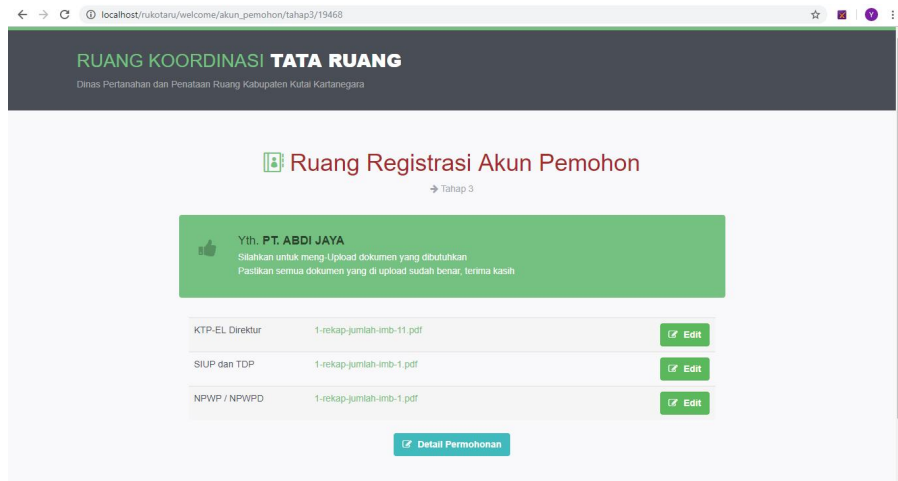 localhost/rukotaru/welcome/akun_pemohon/tahap3/19468
Y
RUANG KOORDINASI TATA RUANG
Dinas Pertanahan dan Penataan Ruang Kabupaten Kutai Kartanegara
Ruang Registrasi Akun Pemohon
→ Tahap 3
Yth. PT. ABDI JAYA
Silahkan untuk meng-Upload dokumen yang dibutuhkan
Pastikan semua dokumen yang di upload sudah benar, terima kasih
KTP-EL Direktur 1-rekap-jumlah-imb-11.pdf Edit
SIUP dan TDP 1-rekap-jumlah-imb-1.pdf Edit
NPWP / NPWPD 1-rekap-jumlah-imb-1.pdf Edit
Detail Permohonan